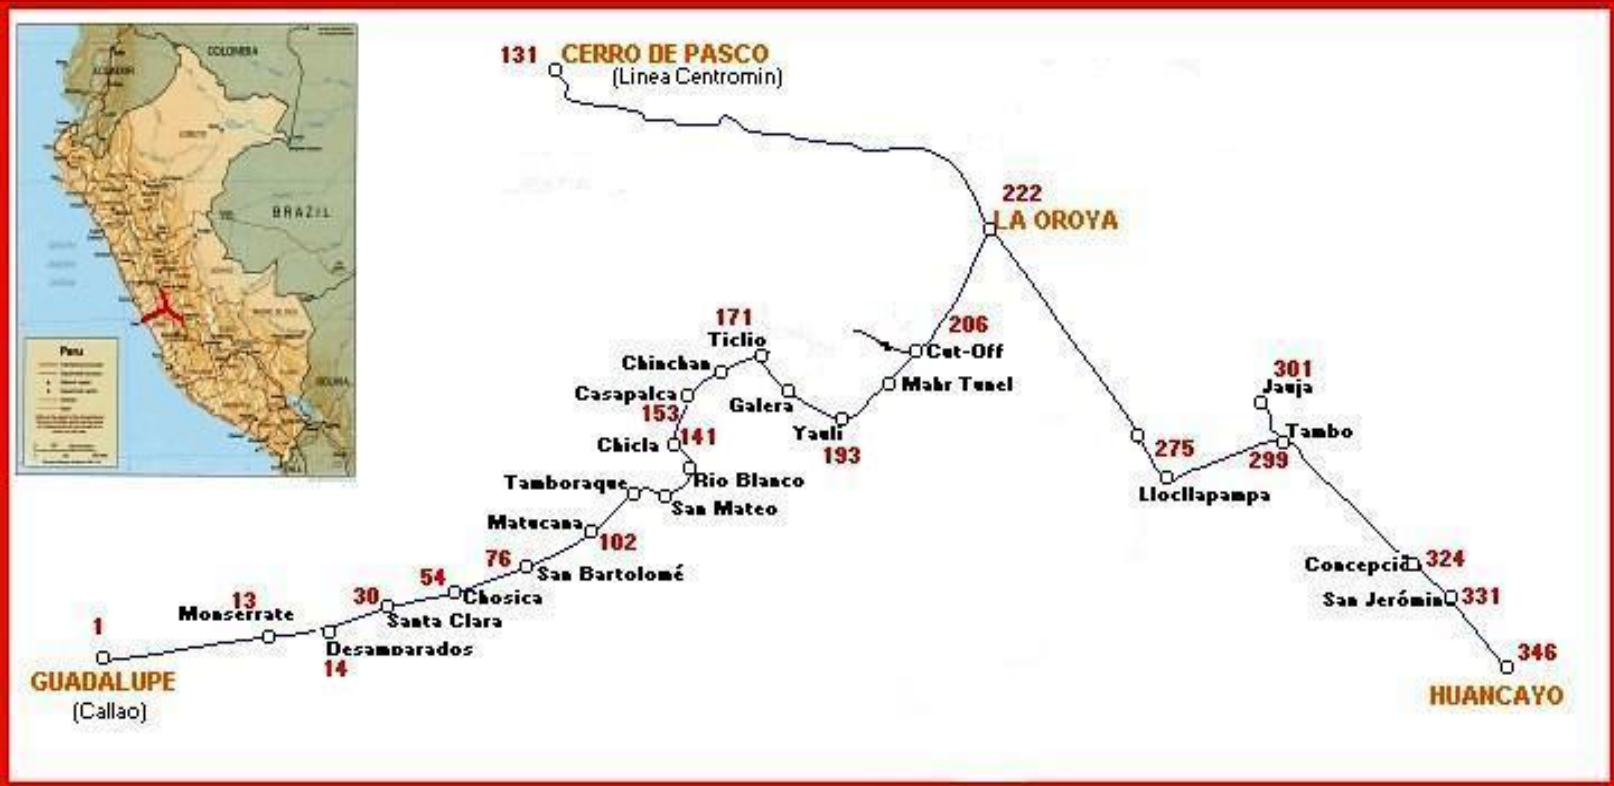 COLOMBIA
ECUADOR
BRAZIL
Peru
131 CERRO DE PASCO
(Linea Centromin)
222
LA OROYA
171
Ticlio
206
Cut-Off
Chinchan
Mahr Tunel
Casapalca
153
Galera
Yauli
193
301
Jauja
Tambo
299
275
Llocllapampa
Chicla
141
Rio Blanco
Tamboraque
San Mateo
Matucana
102
76
San Bartolomé
54
Chosica
30
Santa Clara
13
Monserrate
Desamparados
14
1
GUADALUPE
(Callao)
Concepció
324
San Jerómin
331
346
HUANCAYO